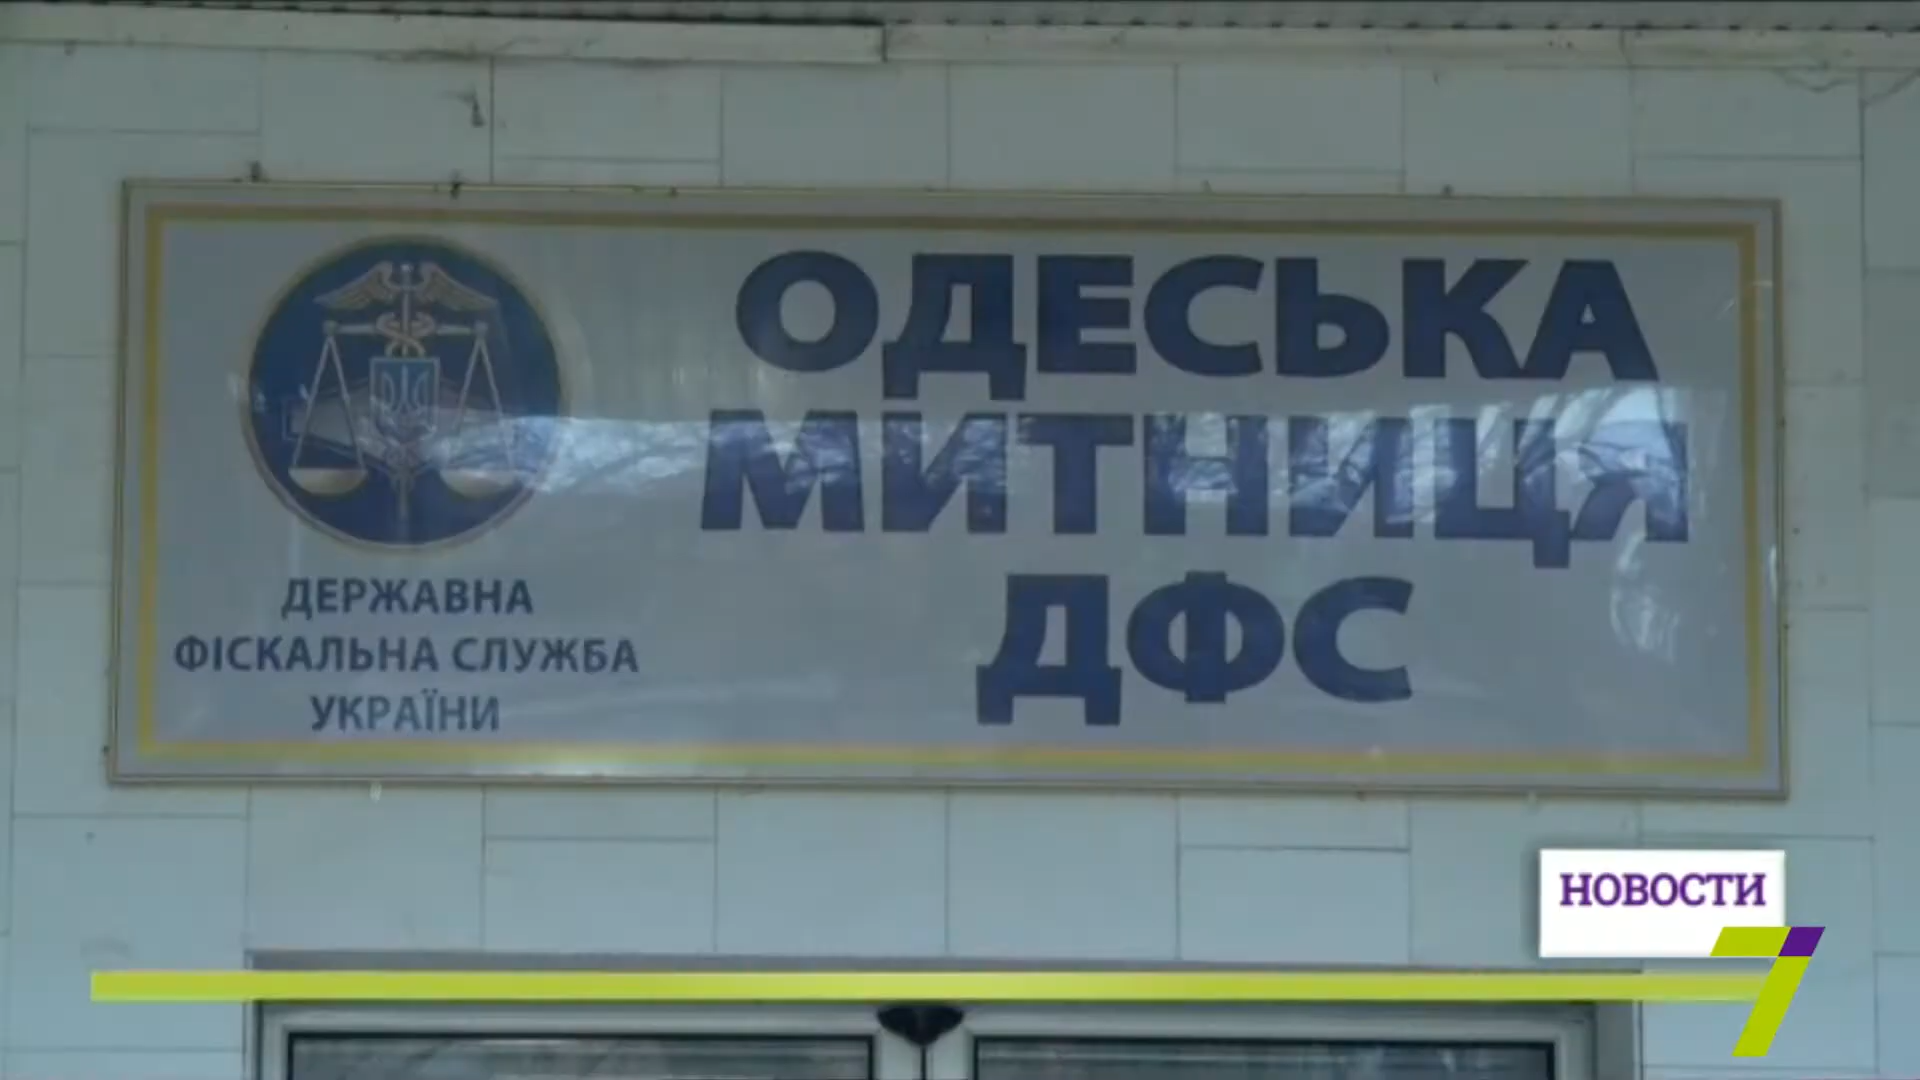 ДЕРЖАВНА
ФІСКАЛЬНА СЛУЖБА
УКРАЇНИ
ОДЕСЬКА
МИТНИЦЯ
ДФС
НОВОСТИ
7